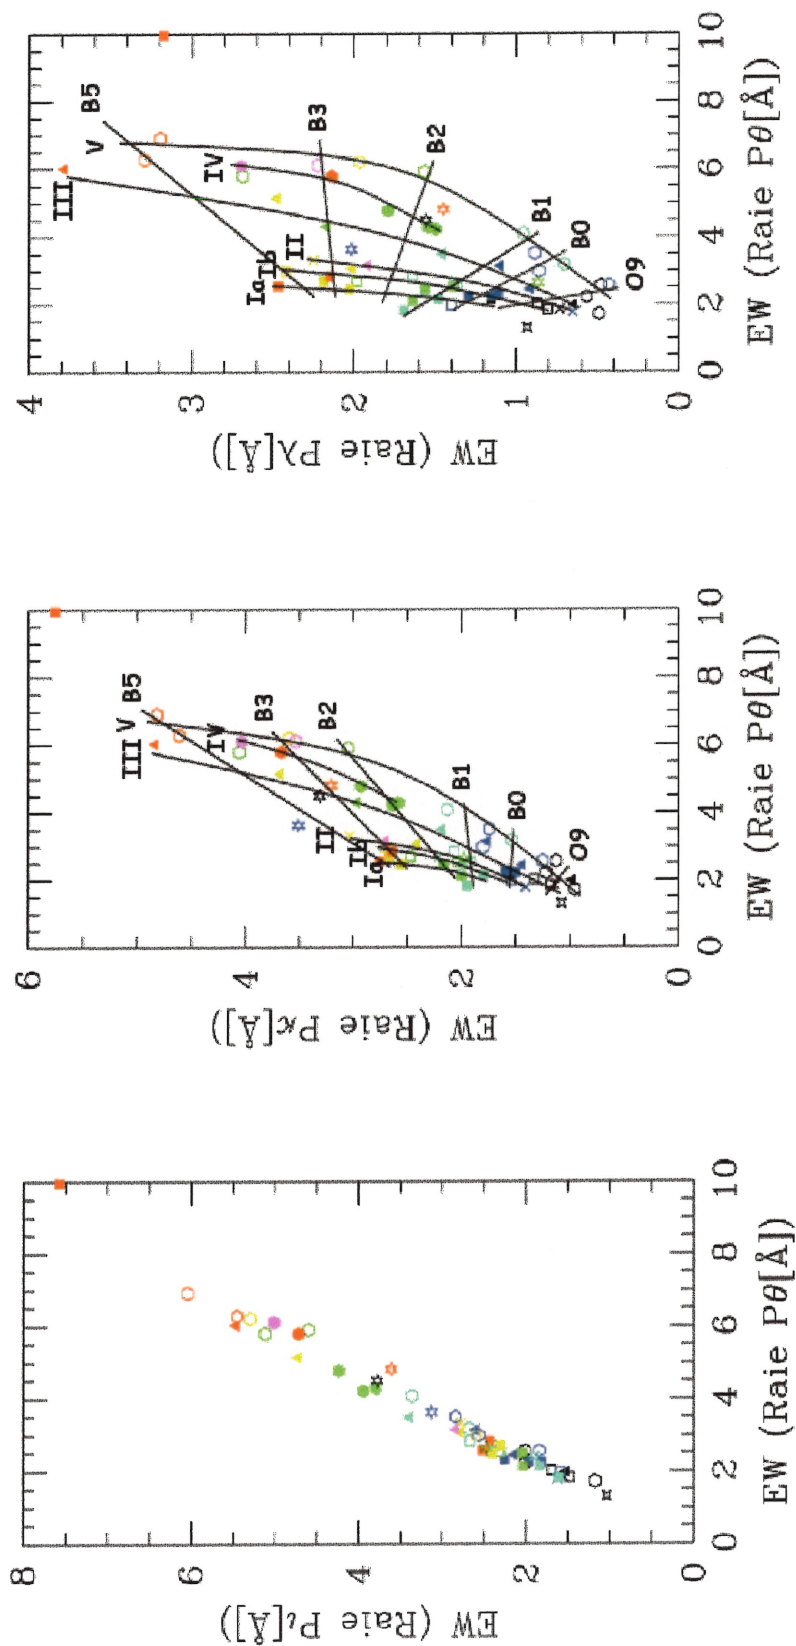 8
6
4
2
0
EW (Raie Pι[Å])
0 2 4 6 8 10
EW (Raie Pθ[Å])
6
4
2
0
EW (Raie Pκ[Å])
V B5
III
IV
B3
B2
II
Ib
Ia
B1
B0
O9
0 2 4 6 8 10
EW (Raie Pθ[Å])
4
3
2
1
0
EW (Raie Pλ[Å])
III
V
B5
IV
B3
B2
II
Ib
Ia
B1
B0
O9
0 2 4 6 8 10
EW (Raie Pθ[Å])